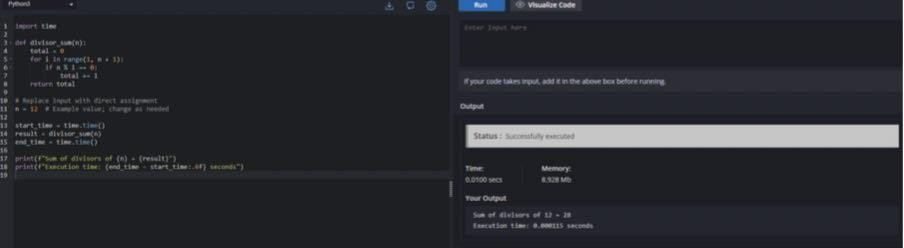 Python3
Run
Visualize Code
1 import time
2
3 def divisor_sum(n):
4 total = 0
5 for i in range(1, n + 1):
6 if n % i == 0:
7 total += i
8 return total
9
10 # Replace input with direct assignment
11 n = 12 # Example value; change as needed
12
13 start_time = time.time()
14 result = divisor_sum(n)
15 end_time = time.time()
16
17 print(f"Sum of divisors of {n} = {result}")
18 print(f"Execution time: {end_time - start_time:.6f} seconds")
19
Enter Input here
If your code takes input, add it in the above box before running.
Output
Status : Successfully executed
Time: Memory:
0.0100 secs 8.928 Mb
Your Output
Sum of divisors of 12 = 28
Execution time: 0.000115 seconds